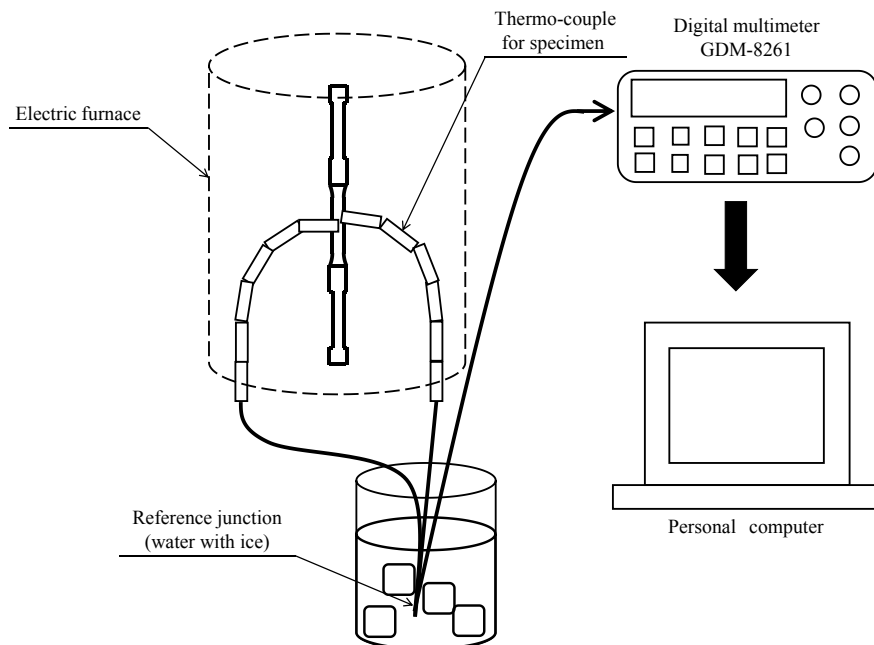 Thermo-couple
for specimen
Digital multimeter
GDM-8261
Electric furnace
Reference junction
(water with ice)
Personal computer